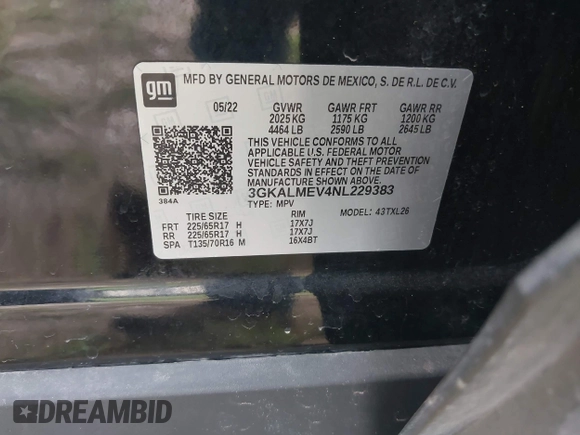 gm
MFD BY GENERAL MOTORS DE MEXICO, S. DE R.L. DE C.V.
05/22 GVWR GAWR FRT GAWR RR
2025 KG 1175 KG 1200 KG
4464 LB 2590 LB 2645 LB
THIS VEHICLE CONFORMS TO ALL
APPLICABLE U.S. FEDERAL MOTOR
VEHICLE SAFETY AND THEFT PREVENTION
STANDARDS IN EFFECT ON THE DATE OF
MANUFACTURE SHOWN ABOVE.
3GKALMEV4NL229383
384A TYPE: MPV MODEL: 43TXL26
TIRE SIZE RIM
FRT 225/65R17 H 17X7J
RR 225/65R17 H 17X7J
SPA T135/70R16 M 16X4BT
DREAMBID